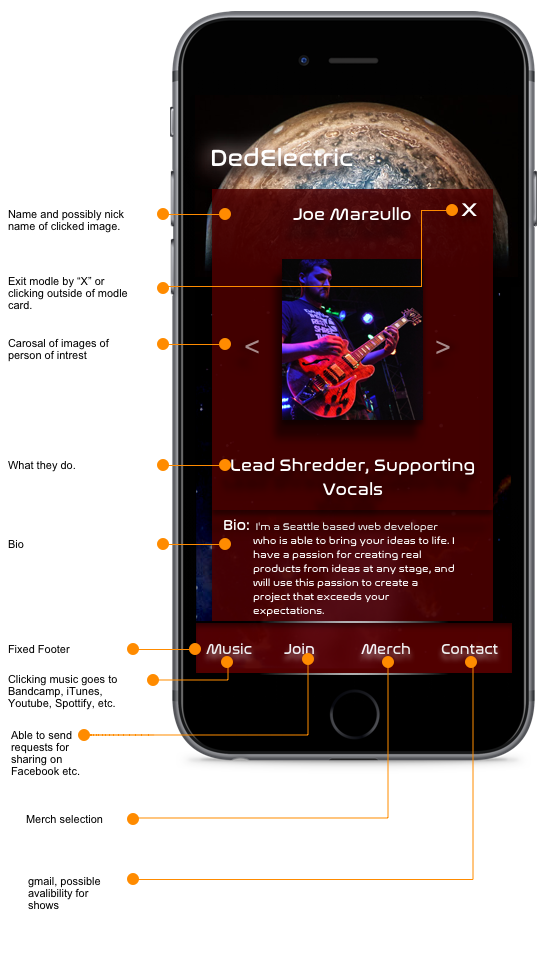 DedElectric
Name and possibly nick
name of clicked image.
Joe Marzullo
X
Exit modle by “X” or
clicking outside of modle
card.
Carosal of images of
person of intrest
<
>
What they do.
Lead Shredder, Supporting
Vocals
Bio
Bio: I'm a Seattle based web developer
who is able to bring your ideas to life. I
have a passion for creating real
products from ideas at any stage, and
will use this passion to create a
project that exceeds your
expectations.
Fixed Footer
Music Join Merch Contact
Clicking music goes to
Bandcamp, iTunes,
Youtube, Spottify, etc.
Able to send
requests for
sharing on
Facebook etc.
Merch selection
gmail, possible
avalibility for
shows